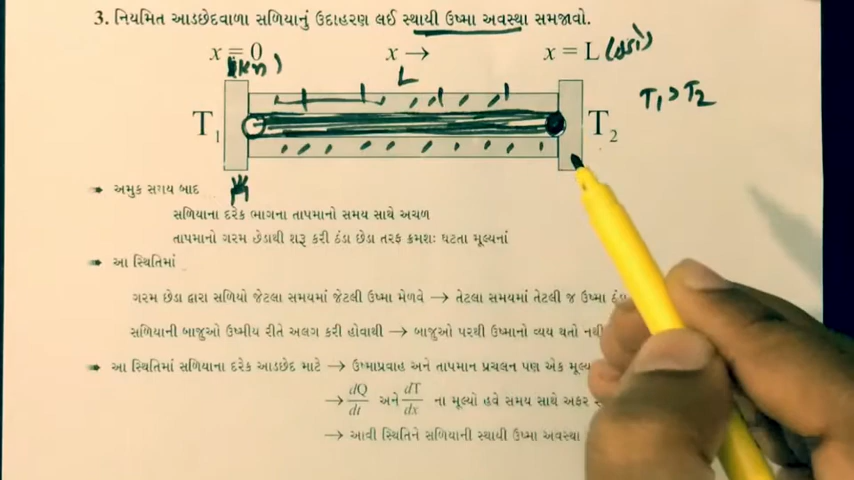 3. નિયમિત આડછેદવાળા સળિયાનું ઉદાહરણ લઈ સ્થાયી ઉષ્મા અવસ્થા સમજાવો.
x = 0 x → x = L
L
T₁ T₂ T₁ > T₂
અમુક સમય બાદ
સળિયાના દરેક ભાગના તાપમાનો સમય સાથે અચળ
તાપમાનો ગરમ છેડાથી શરૂ કરી ઠંડા છેડા તરફ ક્રમશઃ ઘટતા મૂલ્યનાં
આ સ્થિતિમાં
ગરમ છેડા દ્વારા સળિયો જેટલા સમયમાં જેટલી ઉષ્મા મેળવે → તેટલા સમયમાં તેટલી જ ઉષ્મા ઠંડા
સળિયાની બાજુઓ ઉષ્મીય રીતે અલગ કરી હોવાથી → બાજુઓ પરથી ઉષ્માનો વ્યય થતો નથી
આ સ્થિતિમાં સળિયાના દરેક આડછેદ માટે → ઉષ્માપ્રવાહ અને તાપમાન પ્રચલન પણ એક
→ dQ/dt અને dT/dx ના મૂલ્યો હવે સમય સાથે અફર
→ આવી સ્થિતિને સળિયાની સ્થાયી ઉષ્મા અવસ્થા